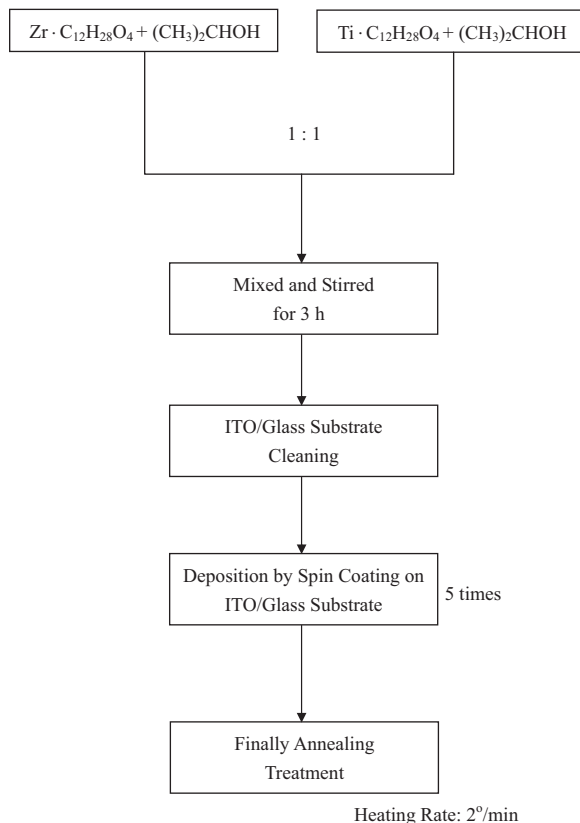 Zr · C₁₂H₂₈O₄ + (CH₃)₂CHOH
Ti · C₁₂H₂₈O₄ + (CH₃)₂CHOH
1 : 1
Mixed and Stirred
for 3 h
ITO/Glass Substrate
Cleaning
Deposition by Spin Coating on
ITO/Glass Substrate
5 times
Finally Annealing
Treatment
Heating Rate: 2°/min